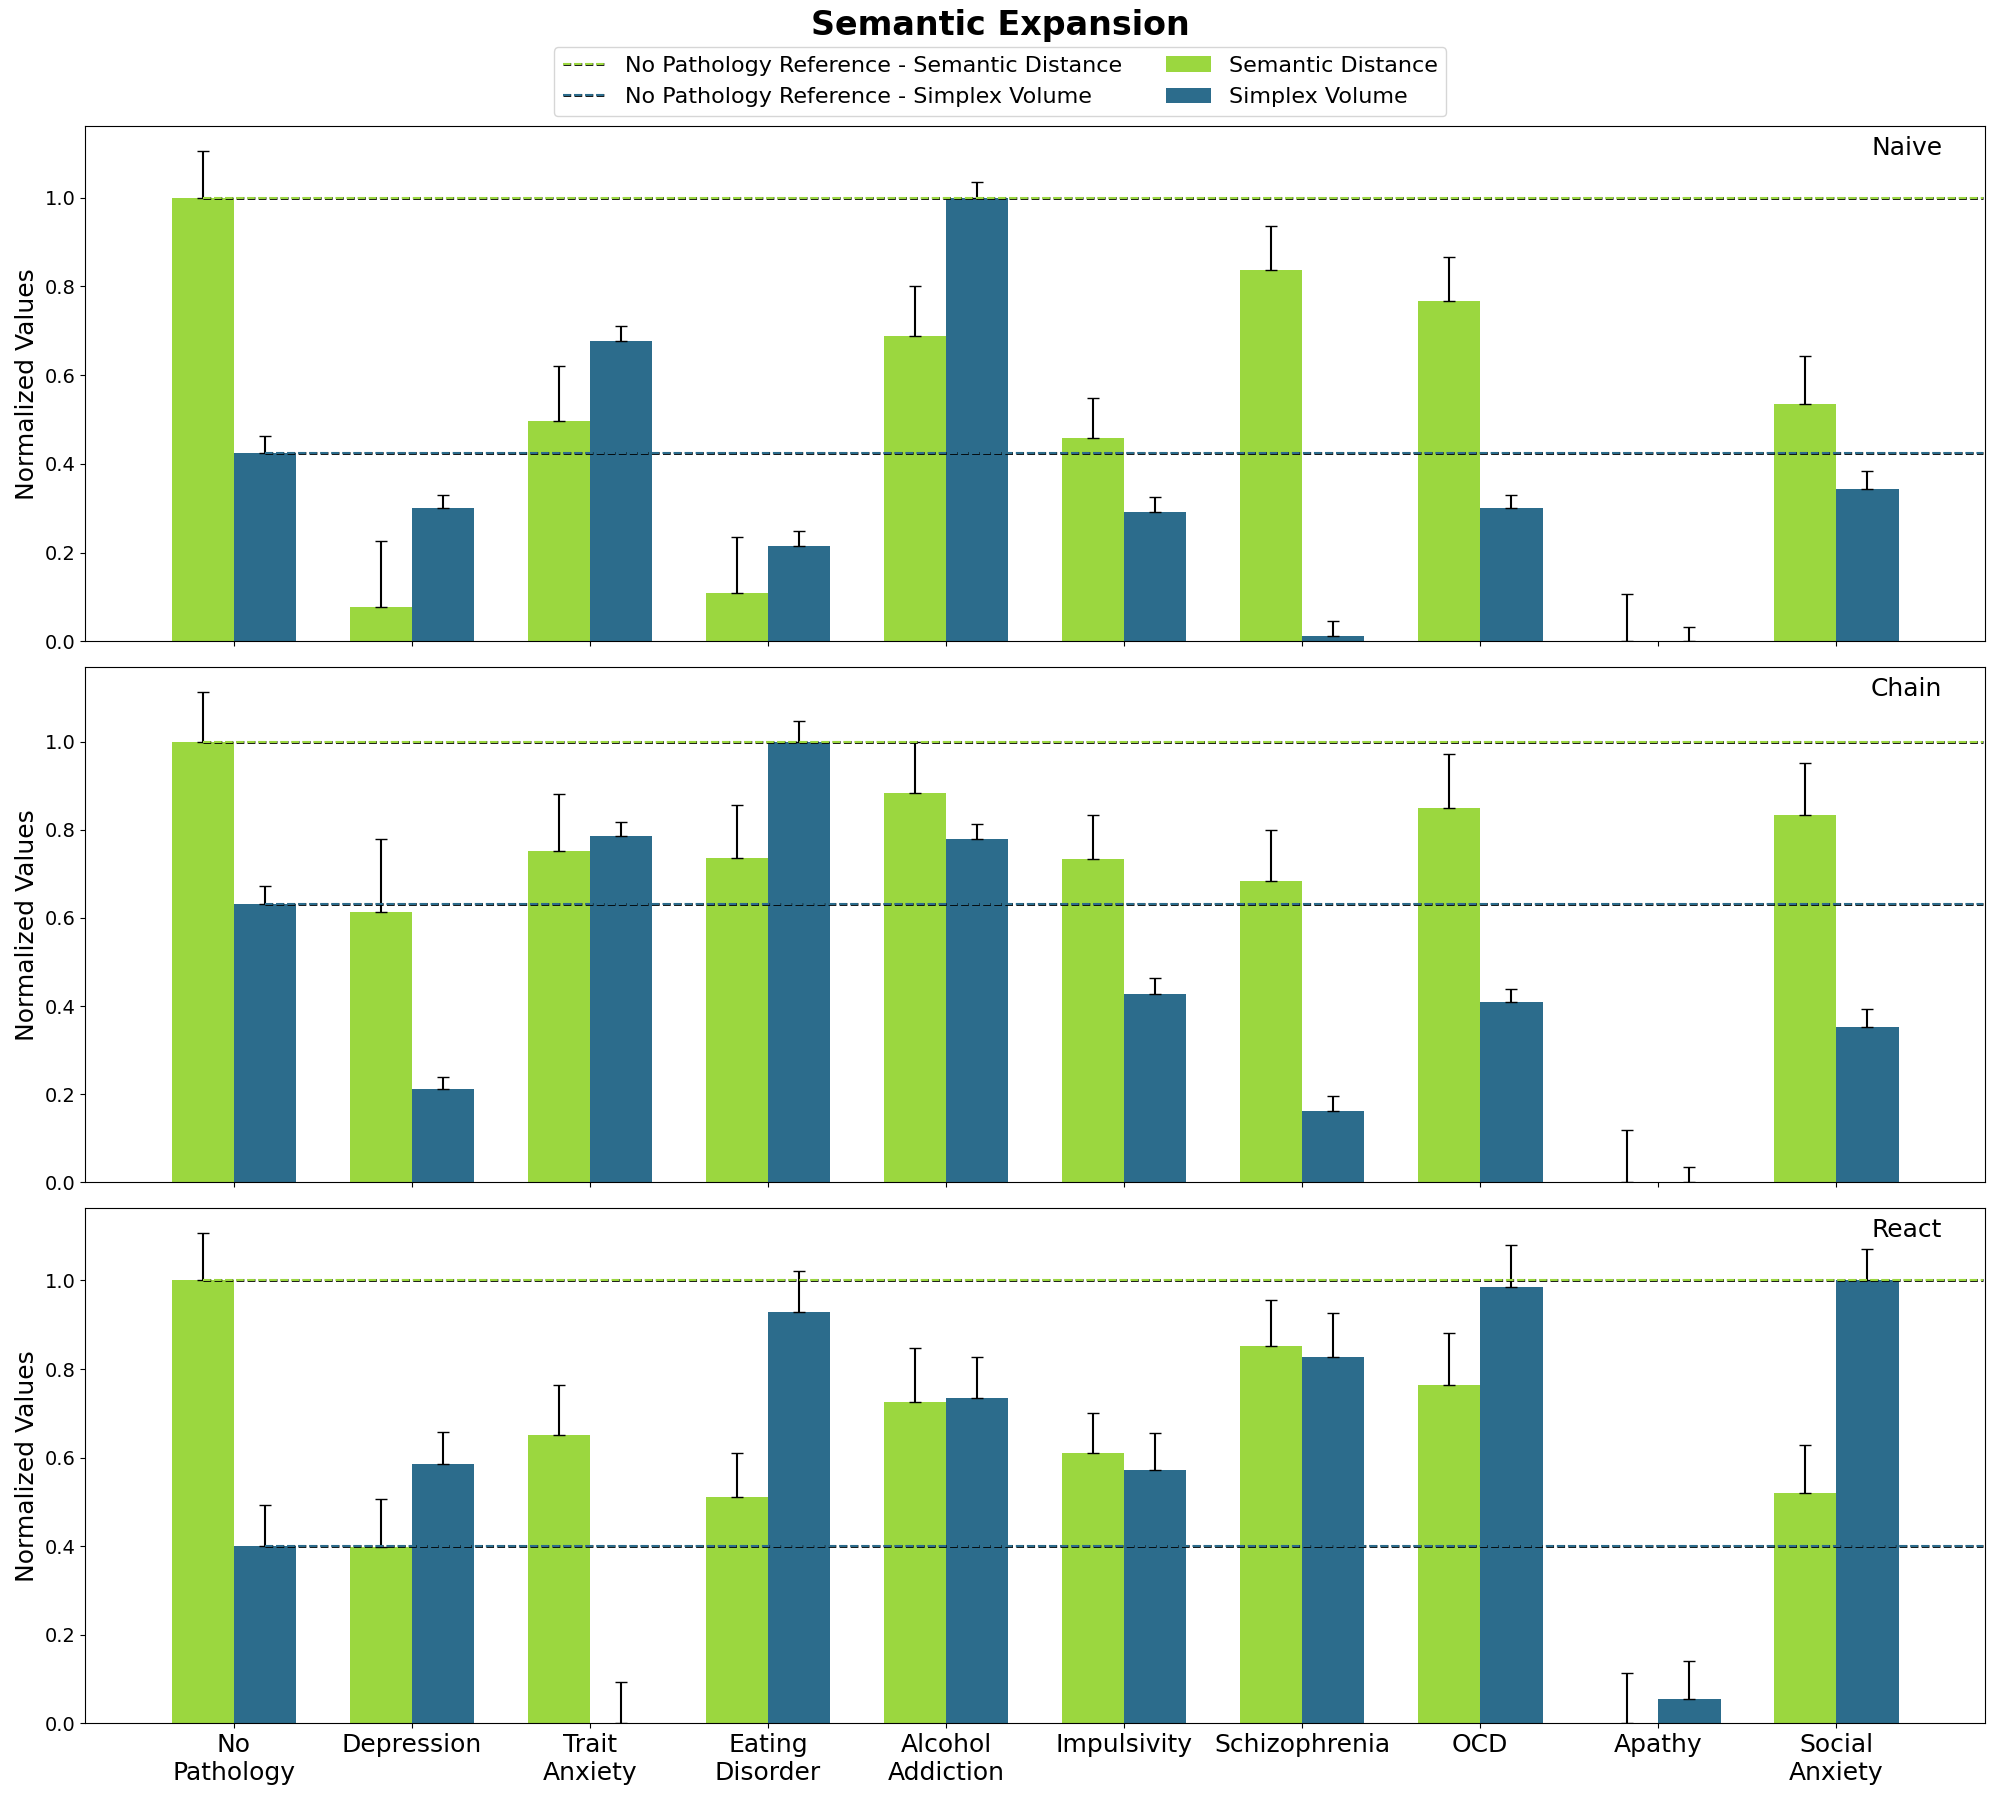 Semantic Expansion
No Pathology Reference - Semantic Distance
No Pathology Reference - Simplex Volume
Semantic Distance
Simplex Volume
Naive
Normalized Values
1.0
0.8
0.6
0.4
0.2
0.0
Chain
Normalized Values
1.0
0.8
0.6
0.4
0.2
0.0
React
Normalized Values
1.0
0.8
0.6
0.4
0.2
0.0
No
Pathology
Depression
Trait
Anxiety
Eating
Disorder
Alcohol
Addiction
Impulsivity
Schizophrenia
OCD
Apathy
Social
Anxiety